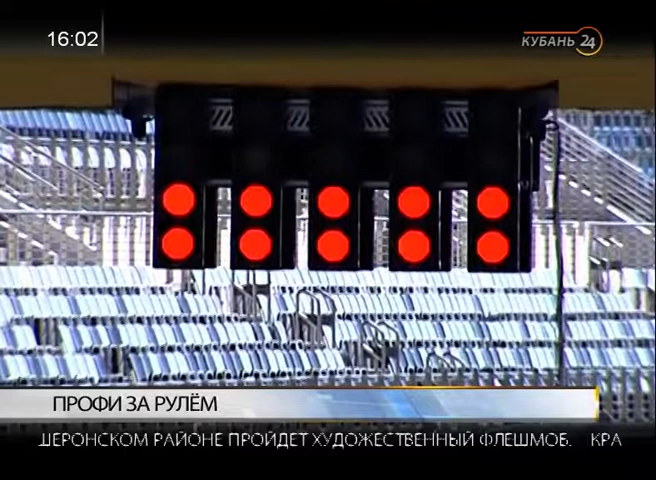 16:02
КУБАНЬ 24
ПРОФИ ЗА РУЛЁМ
ШЕРОНСКОМ РАЙОНЕ ПРОЙДЕТ ХУДОЖЕСТВЕННЫЙ ФЛЕШМОБ. КРА